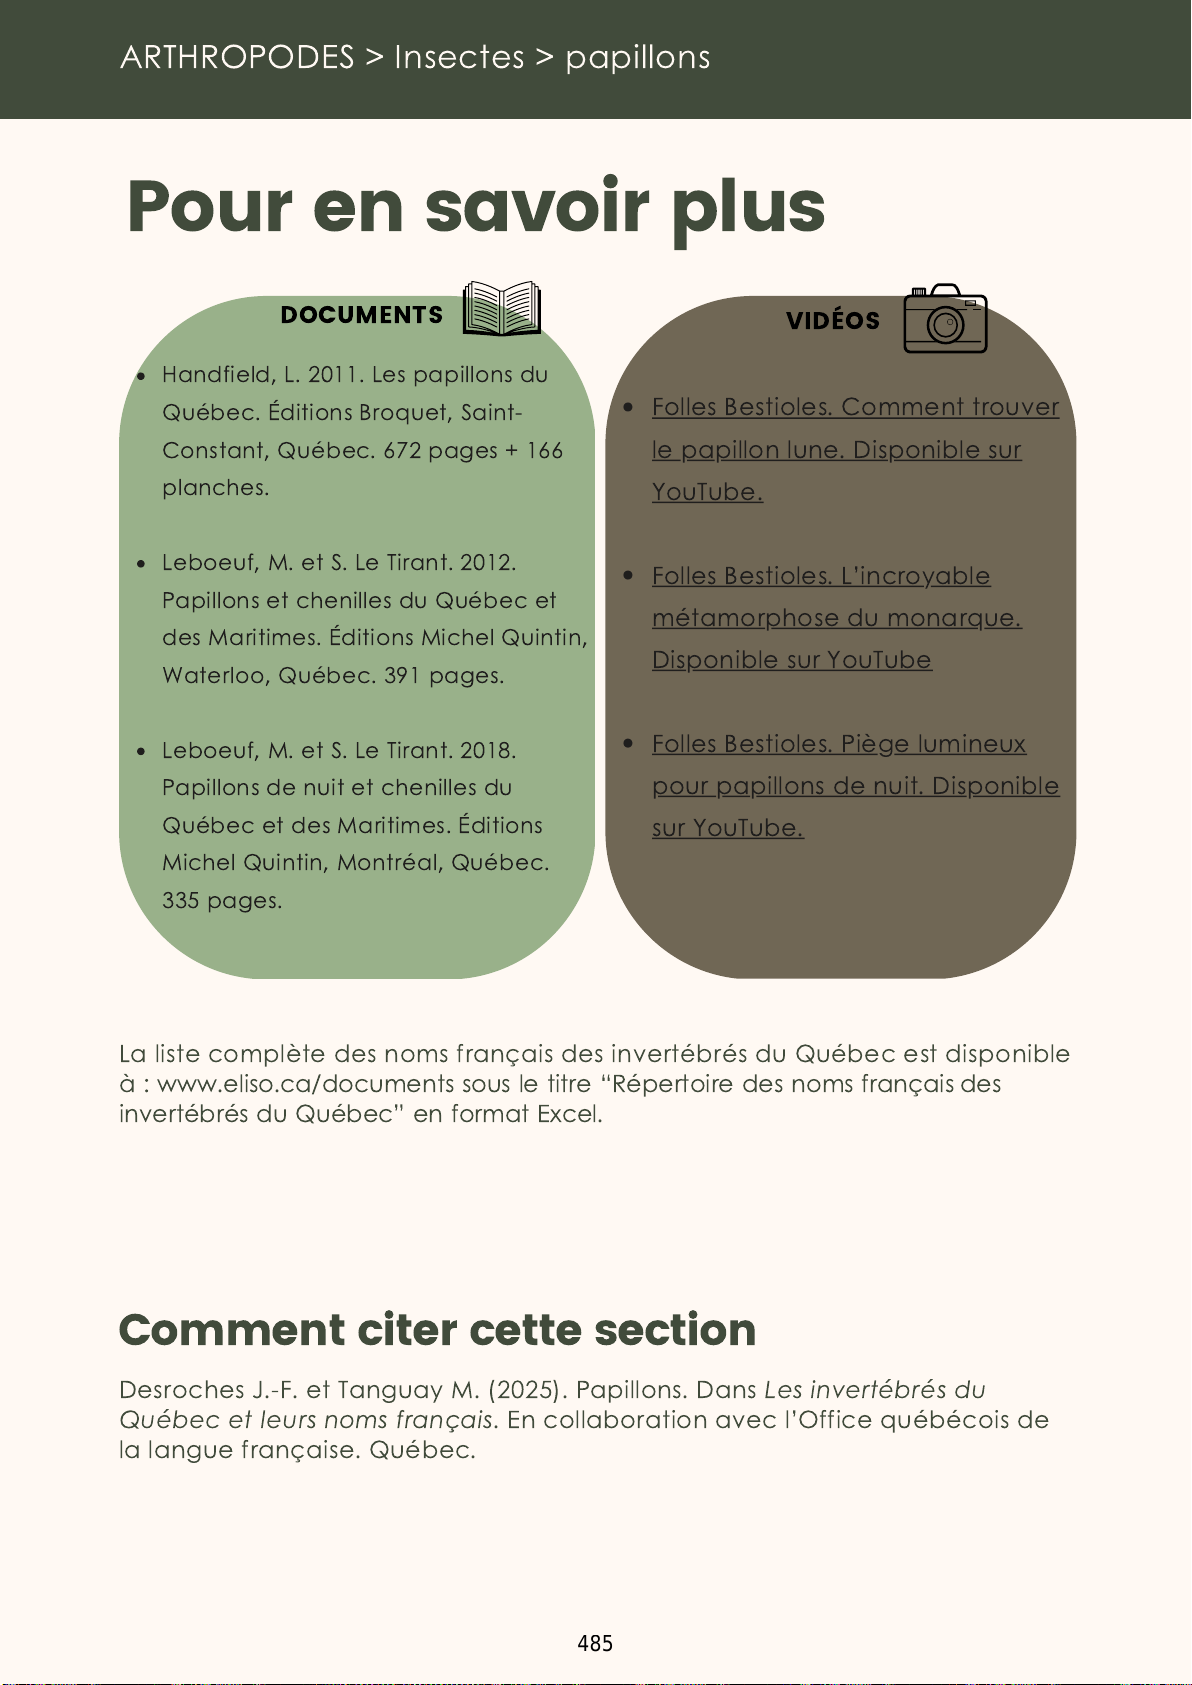 ARTHROPODES > Insectes > papillons
Pour en savoir plus
DOCUMENTS
• Handfield, L. 2011. Les papillons du
Québec. Éditions Broquet, Saint-
Constant, Québec. 672 pages + 166
planches.
• Leboeuf, M. et S. Le Tirant. 2012.
Papillons et chenilles du Québec et
des Maritimes. Éditions Michel Quintin,
Waterloo, Québec. 391 pages.
• Leboeuf, M. et S. Le Tirant. 2018.
Papillons de nuit et chenilles du
Québec et des Maritimes. Éditions
Michel Quintin, Montréal, Québec.
335 pages.
VIDÉOS
• Folles Bestioles. Comment trouver
le papillon lune. Disponible sur
YouTube.
• Folles Bestioles. L'incroyable
métamorphose du monarque.
Disponible sur YouTube
• Folles Bestioles. Piège lumineux
pour papillons de nuit. Disponible
sur YouTube.
La liste complète des noms français des invertébrés du Québec est disponible
à : www.eliso.ca/documents sous le titre “Répertoire des noms français des
invertébrés du Québec” en format Excel.
Comment citer cette section
Desroches J.-F. et Tanguay M. (2025). Papillons. Dans Les invertébrés du
Québec et leurs noms français. En collaboration avec l’Office québécois de
la langue française. Québec.
485